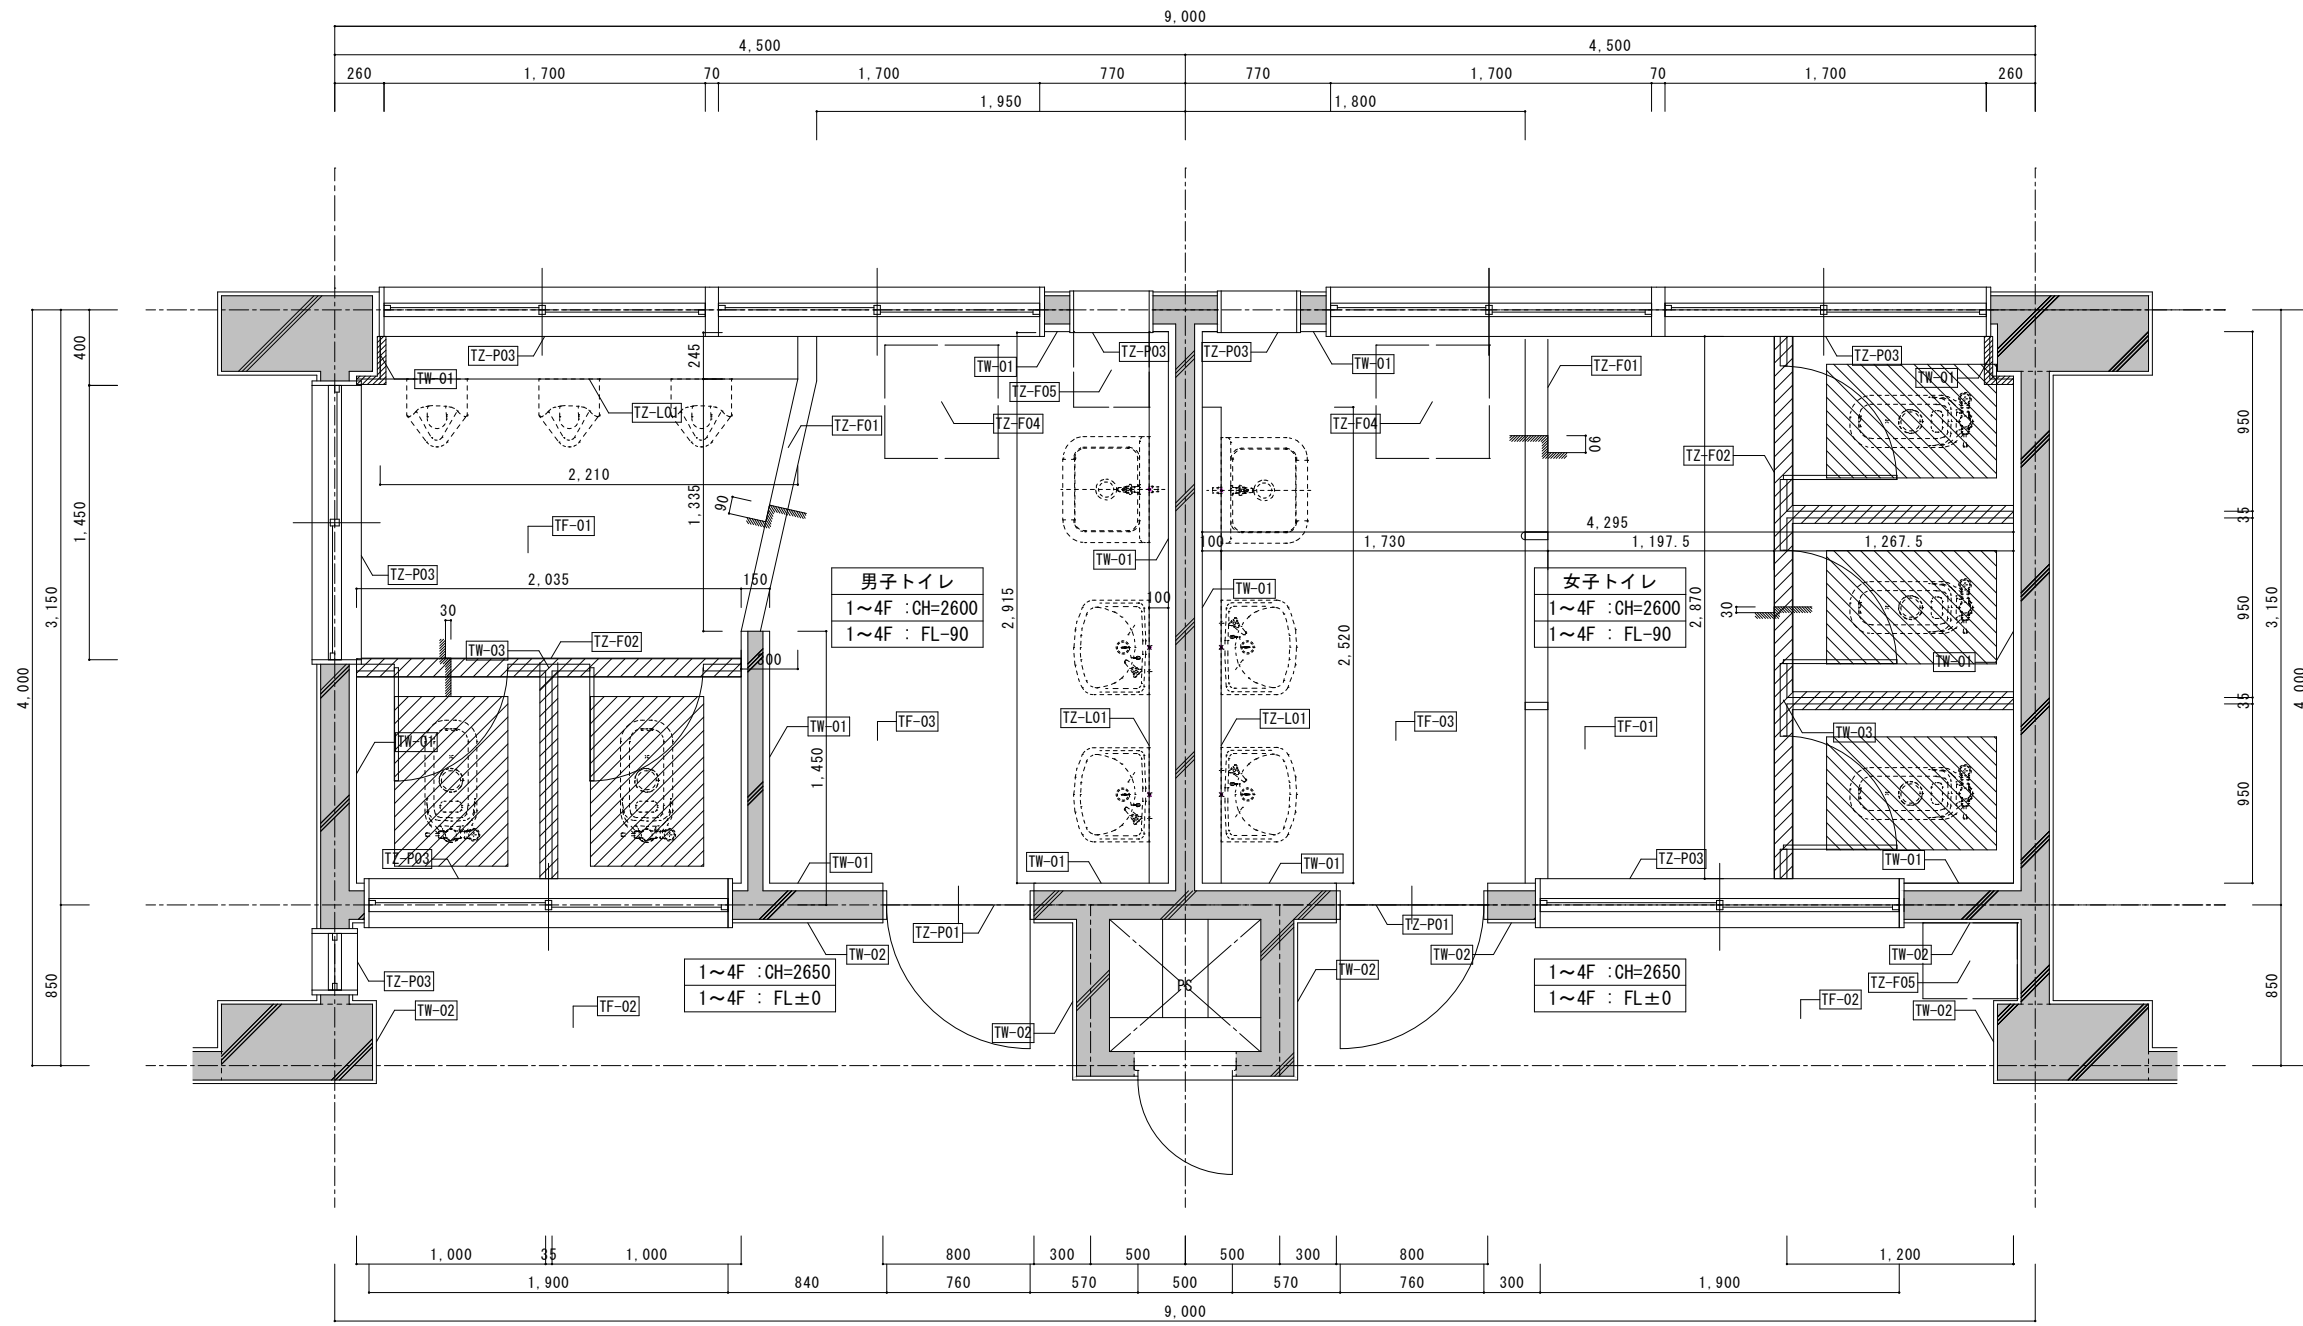 9,000
4,500 4,500
260 1,700 70 1,700 770 770 1,700 70 1,700 260
1,950 1,800
400
245
TZ-P03
TW-01
TZ-P03
TZ-P03
TW-01
TZ-F01
TZ-P03
TW-01
TZ-F05
TW-01
TZ-L01
TZ-F01
TZ-F04
TZ-F04
950
90
TZ-F02
2,210
1,335
90
1,450
TF-01
4,295
35
100 1,730 1,197.5 1,267.5
TW-01
TZ-P03
2,035 150
男子トイレ
1～4F :CH=2600
1～4F : FL-90
2,915
100
TW-01
女子トイレ
1～4F :CH=2600
1～4F : FL-90
2,870
30
950
3,150
3,150
30
TW-03
TZ-F02
300
2,520
TW-01
4,000
4,000
35
TW-01
TW-01
TF-03
TZ-L01
TZ-L01
TF-03
TF-01
TW-03
1,450
950
TZ-P03
TW-01
TW-01
TW-01
TZ-P03
TW-01
TZ-P01
TZ-P01
TW-02
TW-02
TW-02
850
TZ-P03
1～4F :CH=2650
1～4F : FL±0
TW-02
1～4F :CH=2650
1～4F : FL±0
TZ-F05
850
PS
TW-02
TF-02
TW-02
TF-02
TW-02
1,000 35 1,000 800 300 500 500 300 800 1,200
1,900 840 760 570 500 570 760 300 1,900
9,000